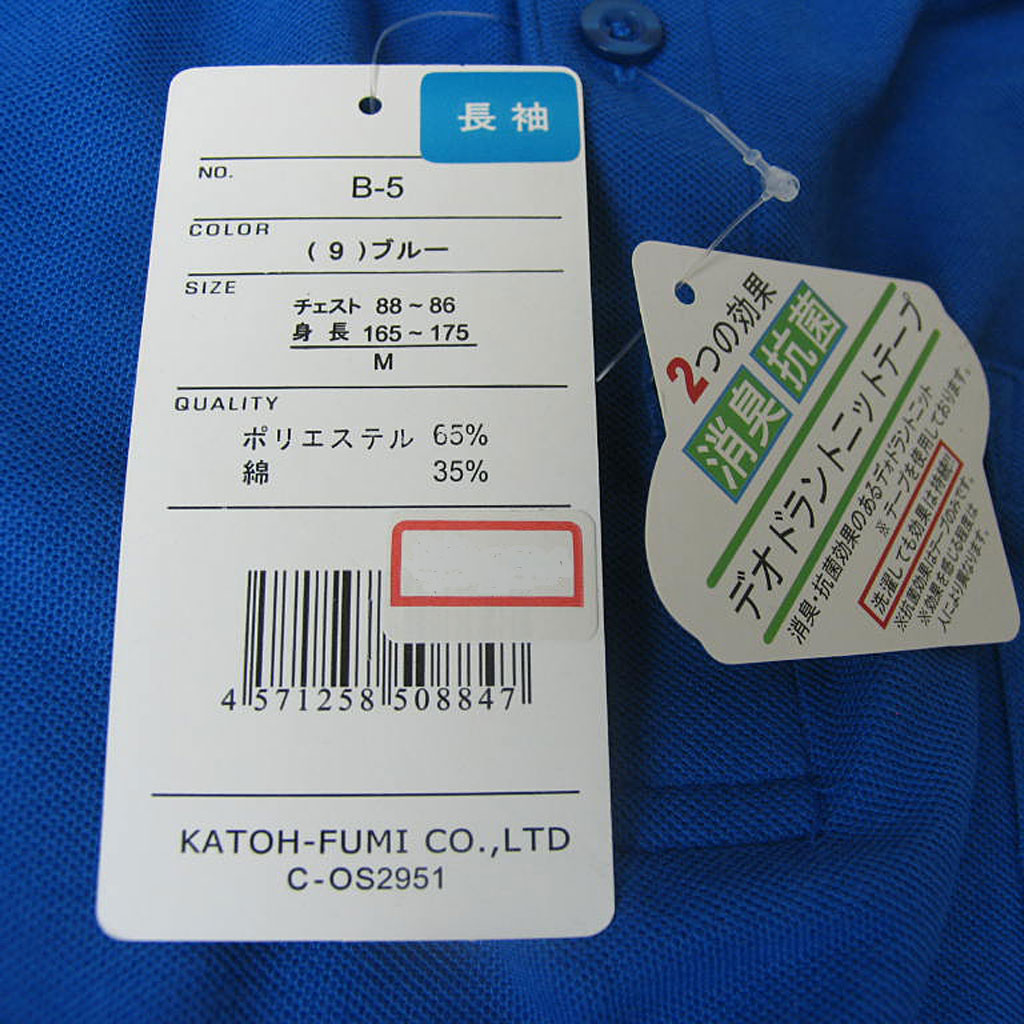 長袖
NO.
B-5
COLOR
( 9 )ブルー
SIZE
チェスト 88～86
身長 165～175
M
QUALITY
ポリエステル 65%
綿 35%
4 571258 508847
KATOH-FUMI CO.,LTD
C-OS2951
2つの効果
消臭 抗菌
デオドラントニットテープ
消臭・抗菌効果のあるデオドラントニット
テープを使用しております。
洗濯しても効果は持続!!
※抗菌効果はテープのみです。
※効果を感じる程度は
人により異なります。